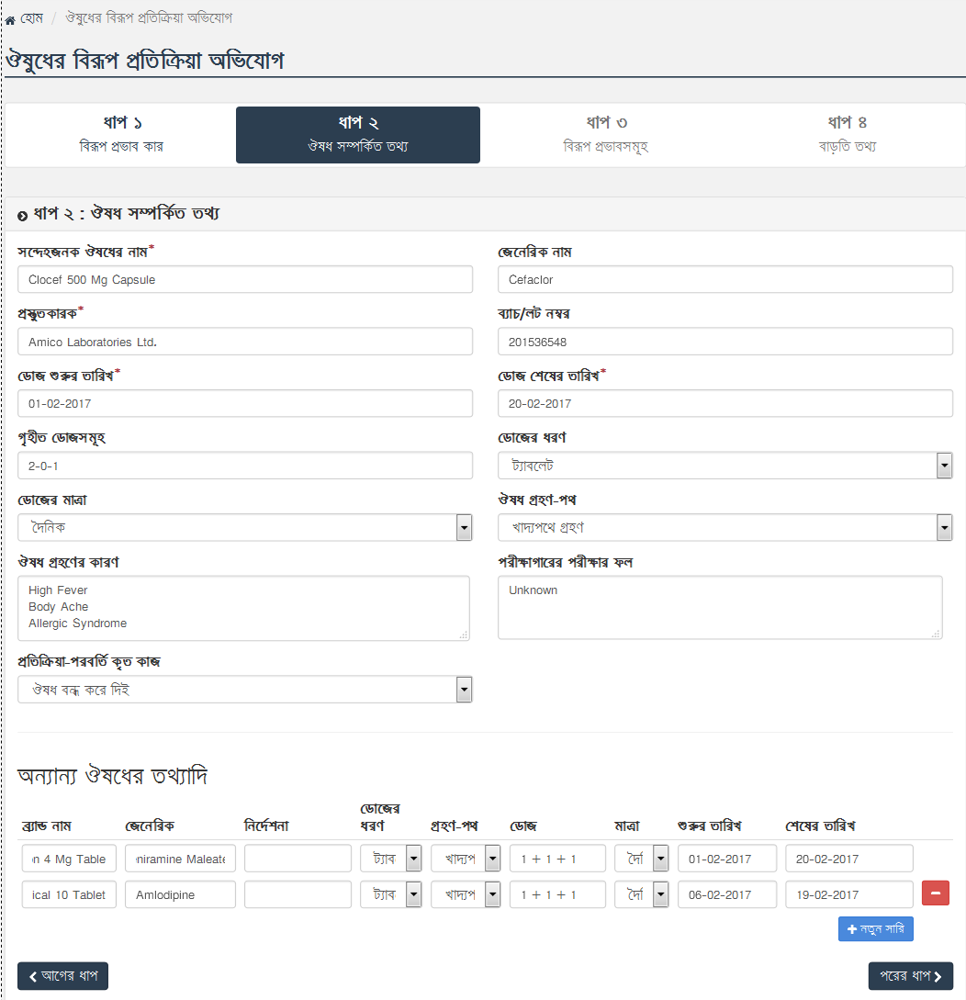 হোম / ঔষুধের বিরূপ প্রতিক্রিয়া অভিযোগ
ঔষুধের বিরূপ প্রতিক্রিয়া অভিযোগ
ধাপ ১ ধাপ ২ ধাপ ৩ ধাপ ৪
বিরূপ প্রভাব কার ঔষধ সম্পর্কিত তথ্য বিরূপ প্রভাবসমূহ বাড়তি তথ্য
ধাপ ২ : ঔষধ সম্পর্কিত তথ্য
সন্দেহজনক ঔষধের নাম* জেনেরিক নাম
Clocef 500 Mg Capsule Cefaclor
প্রস্তুতকারক* ব্যাচ/লট নম্বর
Amico Laboratories Ltd. 201536548
ডোজ শুরুর তারিখ* ডোজ শেষের তারিখ*
01-02-2017 20-02-2017
গৃহীত ডোজসমূহ ডোজের ধরণ
2-0-1 ট্যাবলেট
ডোজের মাত্রা ঔষধ গ্রহণ-পথ
দৈনিক খাদ্যপথে গ্রহণ
ঔষধ গ্রহণের কারণ পরীক্ষাগারের পরীক্ষার ফল
High Fever Unknown
Body Ache
Allergic Syndrome
প্রতিক্রিয়া-পরবর্তি কৃত কাজ
ঔষধ বন্ধ করে দিই
অন্যান্য ঔষধের তথ্যাদি
ব্র্যান্ড নাম জেনেরিক নির্দেশনা ডোজের ধরণ গ্রহণ-পথ ডোজ মাত্রা শুরুর তারিখ শেষের তারিখ
n 4 Mg Table niramine Maleate ট্যাব খাদ্যপ 1 + 1 + 1 দৈ 01-02-2017 20-02-2017
ical 10 Tablet Amlodipine ট্যাব খাদ্যপ 1 + 1 + 1 দৈ 06-02-2017 19-02-2017
+ নতুন সারি
আগের ধাপ পরের ধাপ